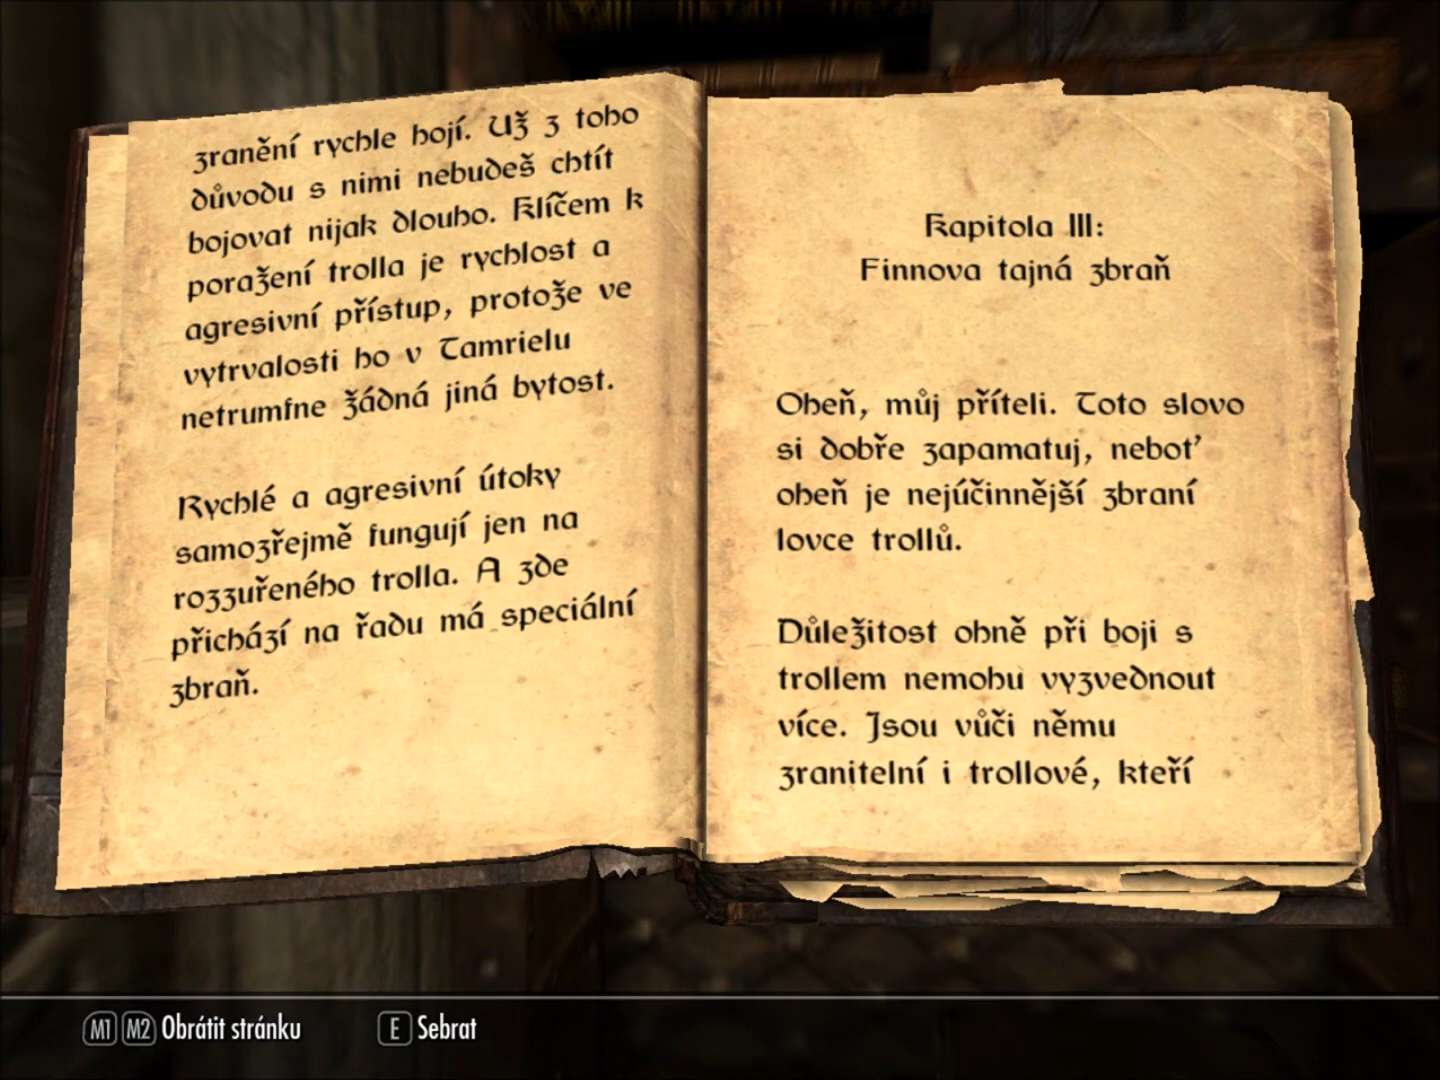 zranění rychle hojí. Už z toho
důvodu s nimi nebudeš chtít
bojovat nijak dlouho. Klíčem k
poražení trolla je rychlost a
agresivní přístup, protože ve
vytrvalosti ho v Tamrielu
netrumfne žádná jiná bytost.
Rychlé a agresivní útoky
samozřejmě fungují jen na
rozzuřeného trolla. A zde
přichází na řadu má speciální
zbraň.
Kapitola III:
Finnova tajná zbraň
Oheň, můj příteli. Toto slovo
si dobře zapamatuj, neboť
oheň je nejúčinnější zbraní
lovce trollů.
Důležitost ohně při boji s
trollem nemohu vyzvednout
více. Jsou vůči němu
zranitelní i trollové, kteří
M1 M2 Obrátit stránku E Sebrat